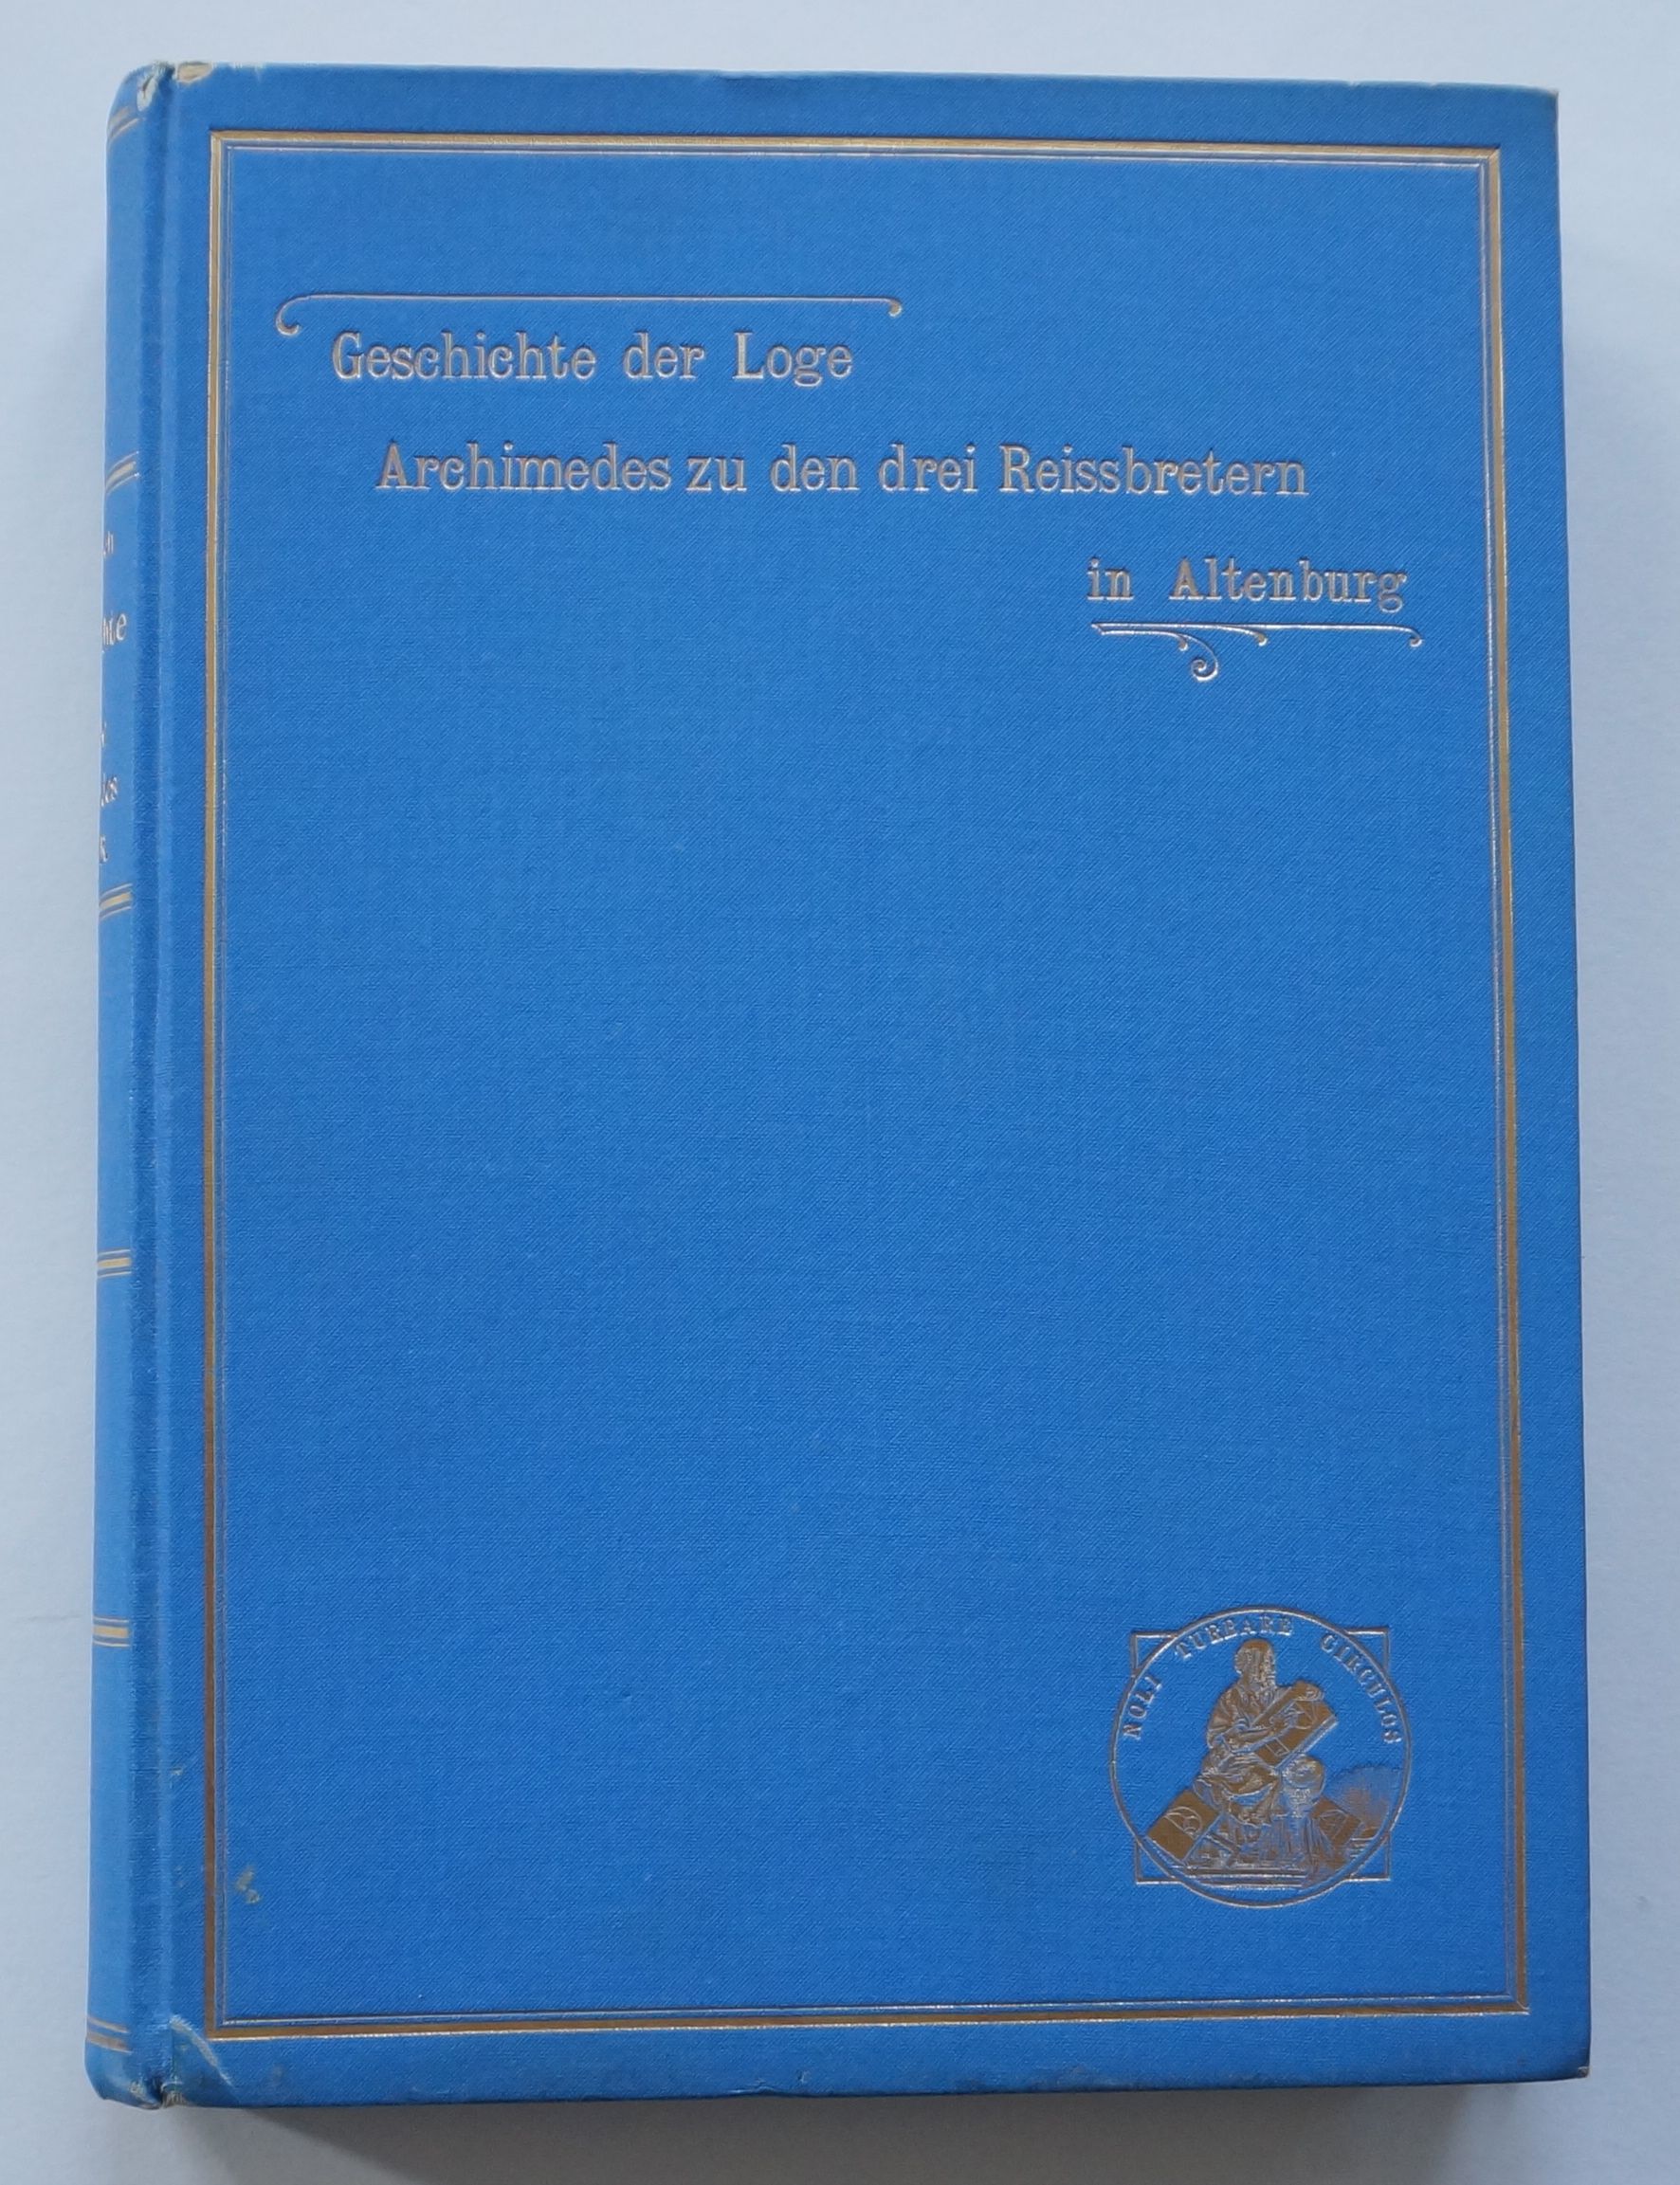 Geschichte der Loge
Archimedes zu den drei Reissbretern
in Altenburg
NOLI TURBARE CIRCULOS